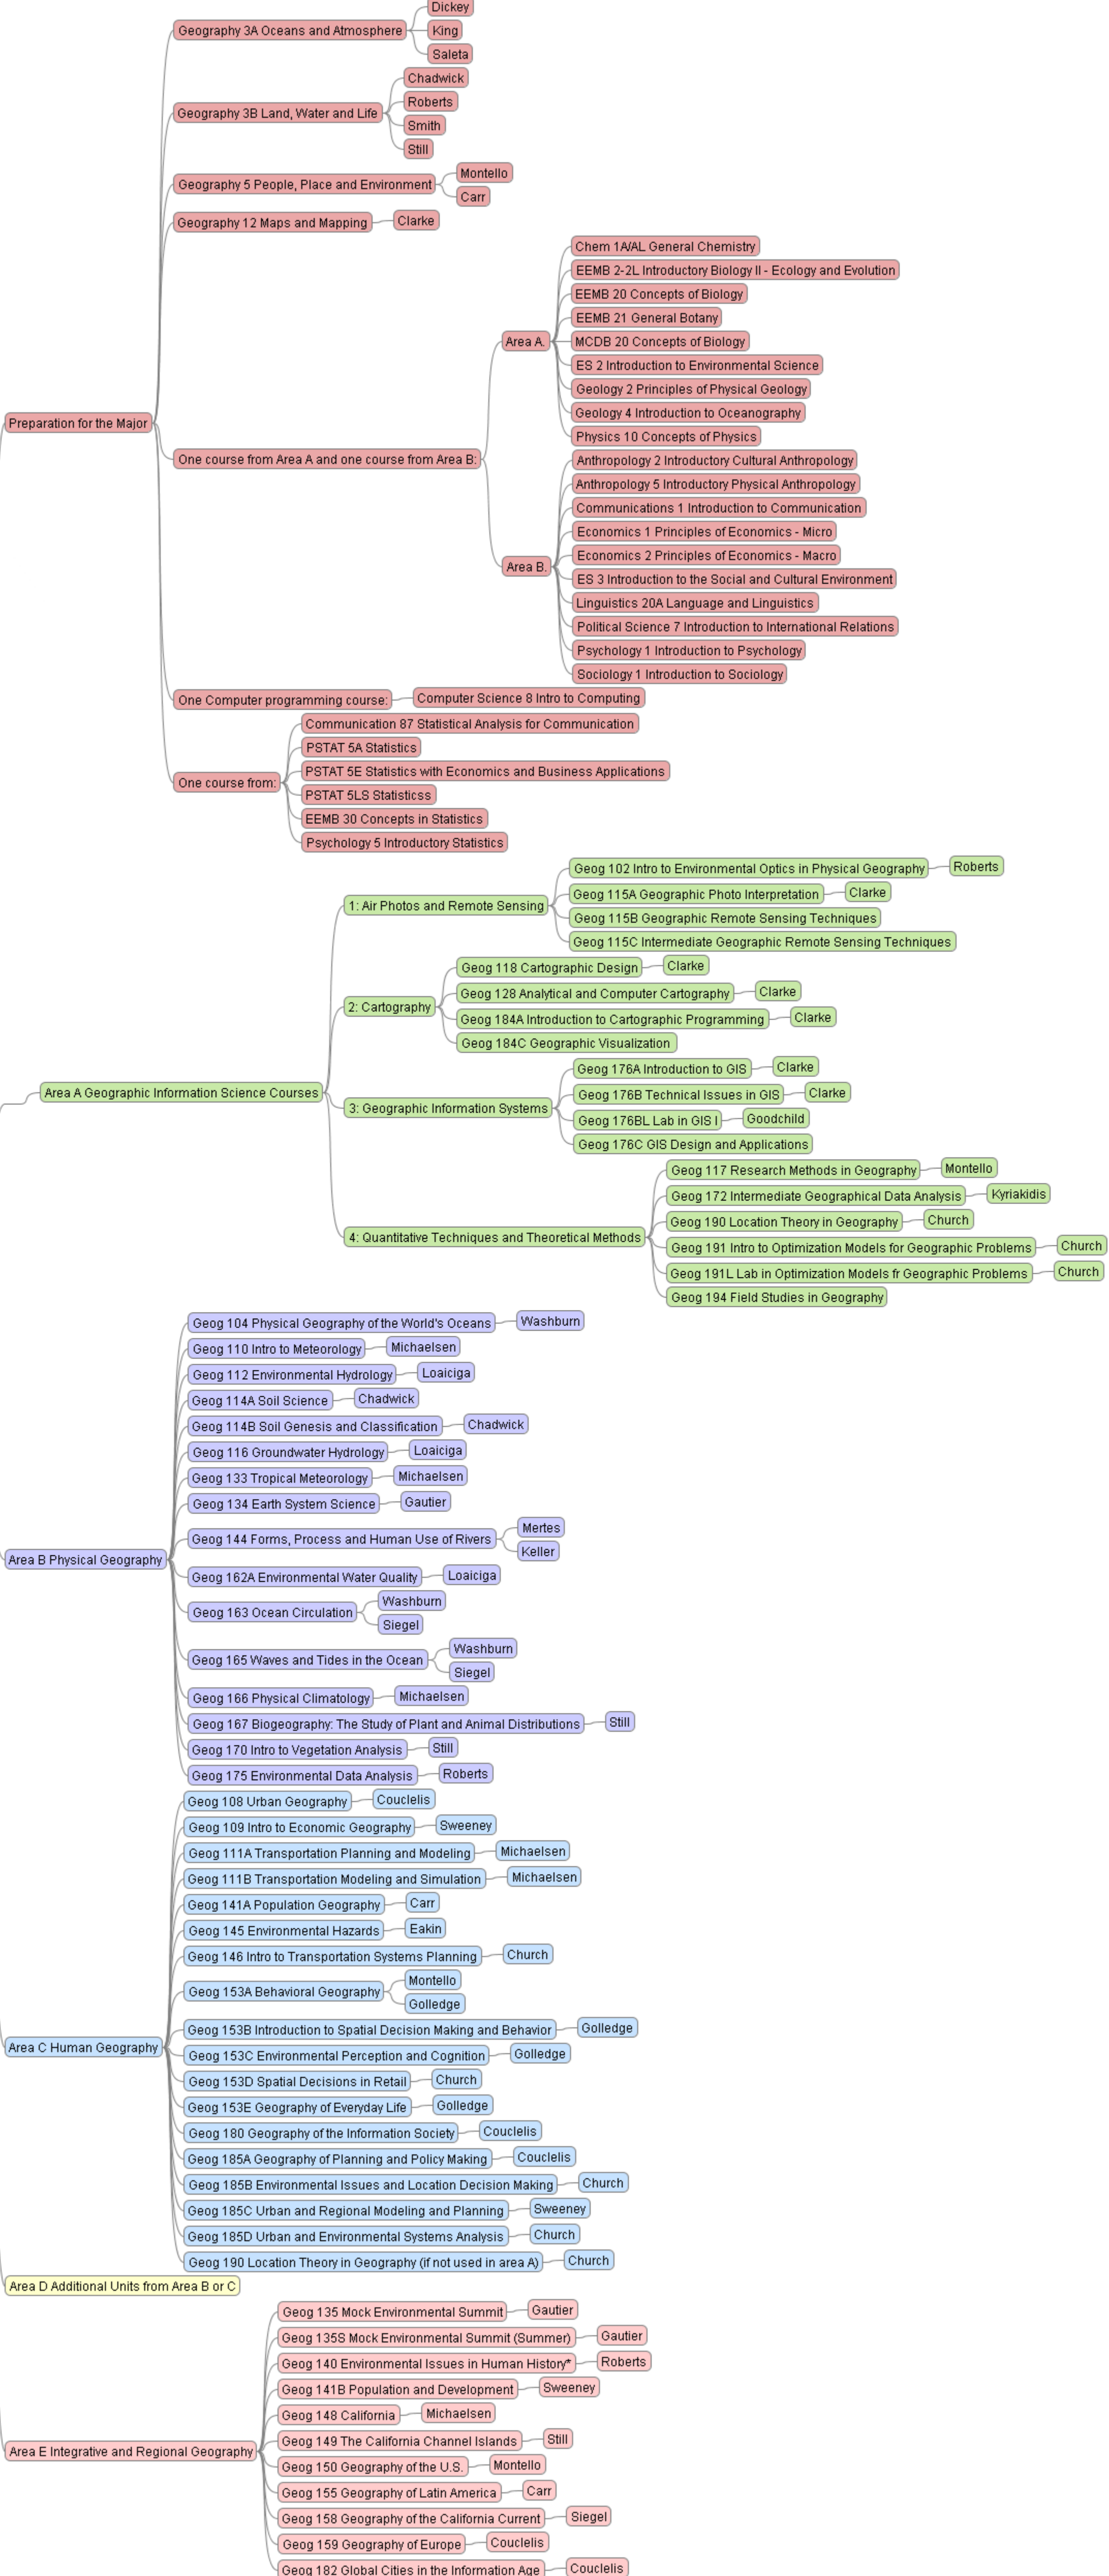 Preparation for the Major
Geography 3A Oceans and Atmosphere
Dickey
King
Saleta
Geography 3B Land, Water and Life
Chadwick
Roberts
Smith
Still
Geography 5 People, Place and Environment
Montello
Carr
Geography 12 Maps and Mapping
Clarke
One course from Area A and one course from Area B:
Area A.
Chem 1A/AL General Chemistry
EEMB 2-2L Introductory Biology II - Ecology and Evolution
EEMB 20 Concepts of Biology
EEMB 21 General Botany
MCDB 20 Concepts of Biology
ES 2 Introduction to Environmental Science
Geology 2 Principles of Physical Geology
Geology 4 Introduction to Oceanography
Physics 10 Concepts of Physics
Area B.
Anthropology 2 Introductory Cultural Anthropology
Anthropology 5 Introductory Physical Anthropology
Communications 1 Introduction to Communication
Economics 1 Principles of Economics - Micro
Economics 2 Principles of Economics - Macro
ES 3 Introduction to the Social and Cultural Environment
Linguistics 20A Language and Linguistics
Political Science 7 Introduction to International Relations
Psychology 1 Introduction to Psychology
Sociology 1 Introduction to Sociology
One Computer programming course:
Computer Science 8 Intro to Computing
One course from:
Communication 87 Statistical Analysis for Communication
PSTAT 5A Statistics
PSTAT 5E Statistics with Economics and Business Applications
PSTAT 5LS Statisticss
EEMB 30 Concepts in Statistics
Psychology 5 Introductory Statistics
Area A Geographic Information Science Courses
1: Air Photos and Remote Sensing
Geog 102 Intro to Environmental Optics in Physical Geography
Roberts
Geog 115A Geographic Photo Interpretation
Clarke
Geog 115B Geographic Remote Sensing Techniques
Geog 115C Intermediate Geographic Remote Sensing Techniques
2: Cartography
Geog 118 Cartographic Design
Clarke
Geog 128 Analytical and Computer Cartography
Clarke
Geog 184A Introduction to Cartographic Programming
Clarke
Geog 184C Geographic Visualization
3: Geographic Information Systems
Geog 176A Introduction to GIS
Clarke
Geog 176B Technical Issues in GIS
Clarke
Geog 176BL Lab in GIS I
Goodchild
Geog 176C GIS Design and Applications
4: Quantitative Techniques and Theoretical Methods
Geog 117 Research Methods in Geography
Montello
Geog 172 Intermediate Geographical Data Analysis
Kyriakidis
Geog 190 Location Theory in Geography
Church
Geog 191 Intro to Optimization Models for Geographic Problems
Church
Geog 191L Lab in Optimization Models fr Geographic Problems
Church
Geog 194 Field Studies in Geography
Area B Physical Geography
Geog 104 Physical Geography of the World's Oceans
Washburn
Geog 110 Intro to Meteorology
Michaelsen
Geog 112 Environmental Hydrology
Loaiciga
Geog 114A Soil Science
Chadwick
Geog 114B Soil Genesis and Classification
Chadwick
Geog 116 Groundwater Hydrology
Loaiciga
Geog 133 Tropical Meteorology
Michaelsen
Geog 134 Earth System Science
Gautier
Geog 144 Forms, Process and Human Use of Rivers
Mertes
Keller
Geog 162A Environmental Water Quality
Loaiciga
Geog 163 Ocean Circulation
Washburn
Siegel
Geog 165 Waves and Tides in the Ocean
Washburn
Siegel
Geog 166 Physical Climatology
Michaelsen
Geog 167 Biogeography: The Study of Plant and Animal Distributions
Still
Geog 170 Intro to Vegetation Analysis
Still
Geog 175 Environmental Data Analysis
Roberts
Area C Human Geography
Geog 108 Urban Geography
Couclelis
Geog 109 Intro to Economic Geography
Sweeney
Geog 111A Transportation Planning and Modeling
Michaelsen
Geog 111B Transportation Modeling and Simulation
Michaelsen
Geog 141A Population Geography
Carr
Geog 145 Environmental Hazards
Eakin
Geog 146 Intro to Transportation Systems Planning
Church
Geog 153A Behavioral Geography
Montello
Golledge
Geog 153B Introduction to Spatial Decision Making and Behavior
Golledge
Geog 153C Environmental Perception and Cognition
Golledge
Geog 153D Spatial Decisions in Retail
Church
Geog 153E Geography of Everyday Life
Golledge
Geog 180 Geography of the Information Society
Couclelis
Geog 185A Geography of Planning and Policy Making
Couclelis
Geog 185B Environmental Issues and Location Decision Making
Church
Geog 185C Urban and Regional Modeling and Planning
Sweeney
Geog 185D Urban and Environmental Systems Analysis
Church
Geog 190 Location Theory in Geography (if not used in area A)
Church
Area D Additional Units from Area B or C
Area E Integrative and Regional Geography
Geog 135 Mock Environmental Summit
Gautier
Geog 135S Mock Environmental Summit (Summer)
Gautier
Geog 140 Environmental Issues in Human History*
Roberts
Geog 141B Population and Development
Sweeney
Geog 148 California
Michaelsen
Geog 149 The California Channel Islands
Still
Geog 150 Geography of the U.S.
Montello
Geog 155 Geography of Latin America
Carr
Geog 158 Geography of the California Current
Siegel
Geog 159 Geography of Europe
Couclelis
Geog 182 Global Cities in the Information Age
Couclelis